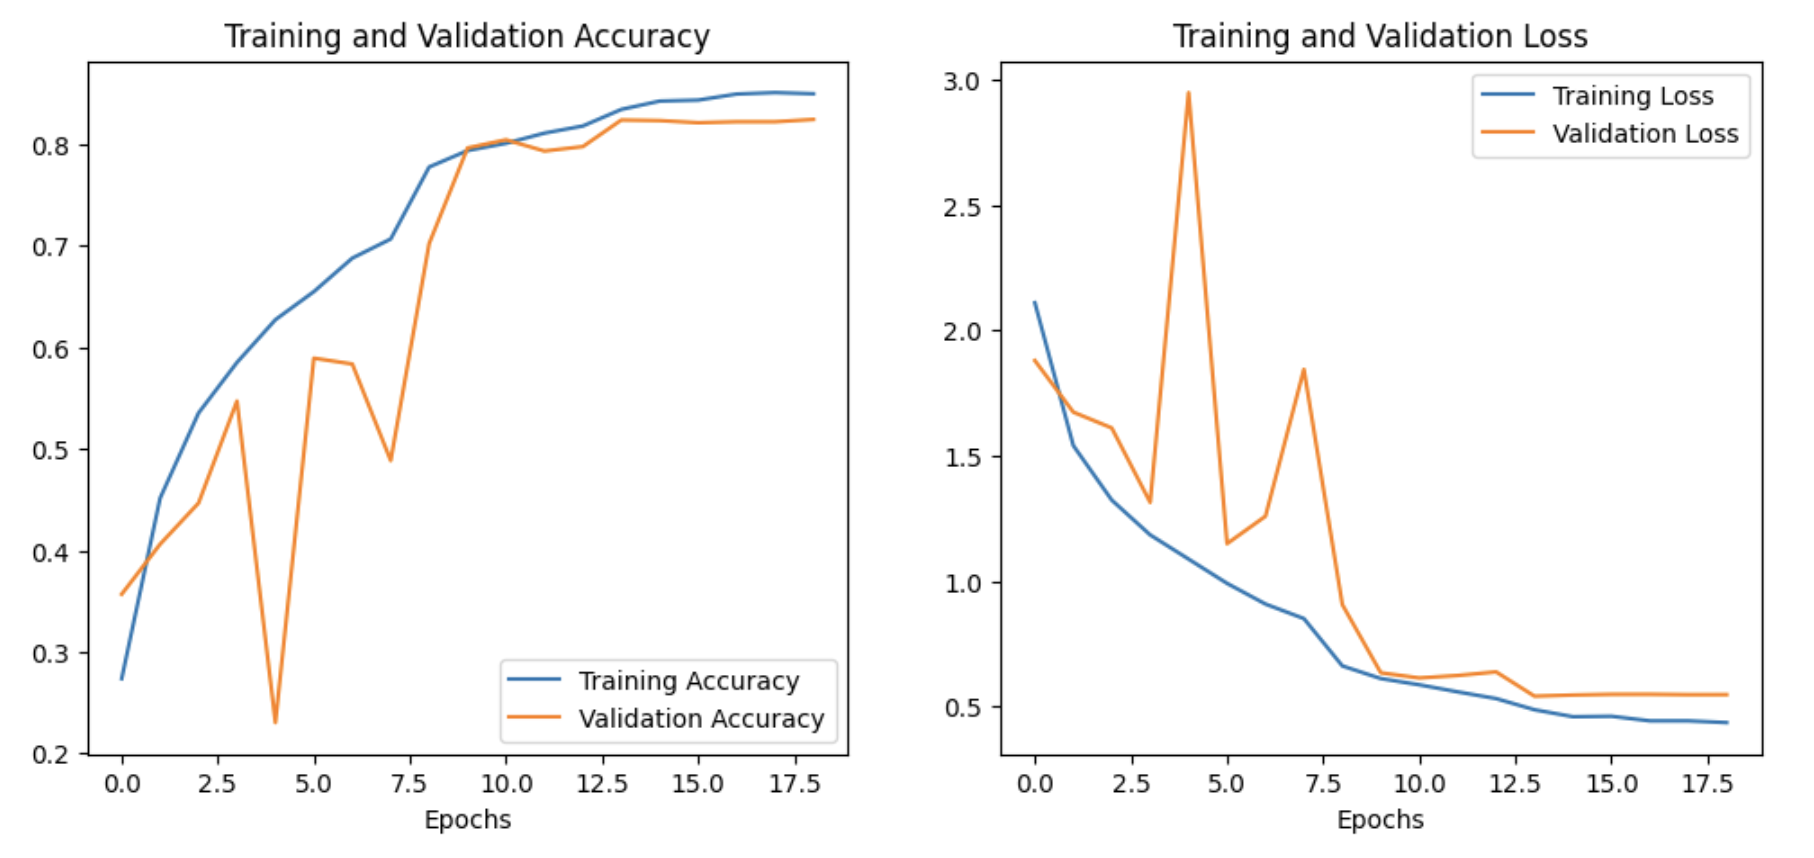 Training and Validation Accuracy
0.8
0.7
0.6
0.5
0.4
0.3
0.2
Training Accuracy
Validation Accuracy
0.0 2.5 5.0 7.5 10.0 12.5 15.0 17.5
Epochs
Training and Validation Loss
3.0
2.5
2.0
1.5
1.0
0.5
Training Loss
Validation Loss
0.0 2.5 5.0 7.5 10.0 12.5 15.0 17.5
Epochs